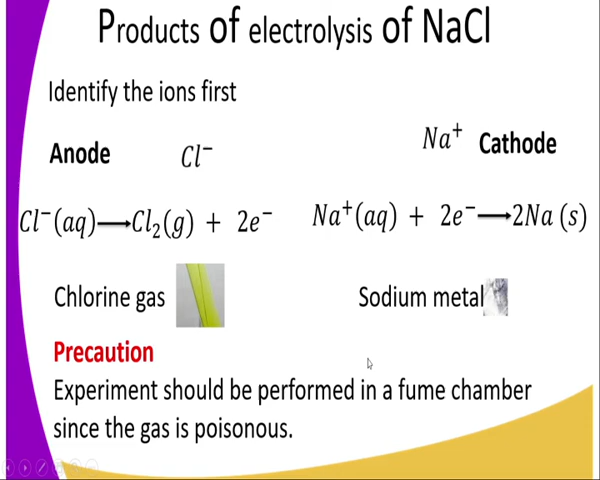 Products of electrolysis of NaCl
Identify the ions first
Anode Cl⁻ Na⁺ Cathode
Cl⁻(aq)⟶Cl₂(g) + 2e⁻ Na⁺(aq) + 2e⁻⟶2Na (s)
Chlorine gas Sodium metal
Precaution
Experiment should be performed in a fume chamber
since the gas is poisonous.